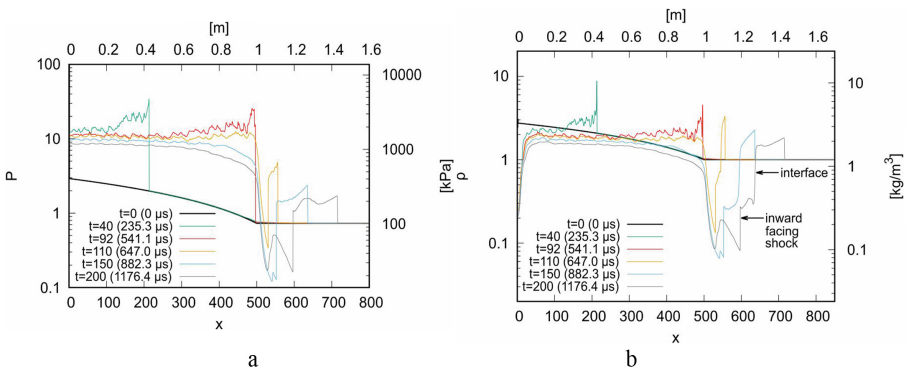 [m]
0 0.2 0.4 0.6 0.8 1 1.2 1.4 1.6
100
10
1
0.1
P
10000
1000
100
[kPa]
t=0 (0 µs)
t=40 (235.3 µs)
t=92 (541.1 µs)
t=110 (647.0 µs)
t=150 (882.3 µs)
t=200 (1176.4 µs)
0 100 200 300 400 500 600 700 800
x
a
[m]
0 0.2 0.4 0.6 0.8 1 1.2 1.4 1.6
10
1
0.1
ρ
10
1
0.1
[kg/m³]
interface
inward
facing
shock
t=0 (0 µs)
t=40 (235.3 µs)
t=92 (541.1 µs)
t=110 (647.0 µs)
t=150 (882.3 µs)
t=200 (1176.4 µs)
0 100 200 300 400 500 600 700 800
x
b